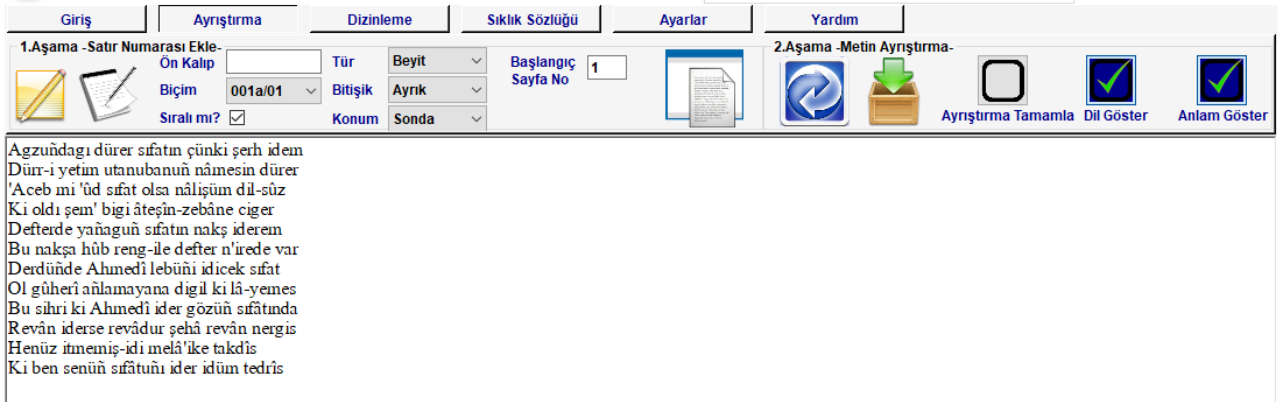 Giriş Ayrıştırma Dizinleme Sıklık Sözlüğü Ayarlar Yardım
1.Aşama -Satır Numarası Ekle-
Ön Kalıp
Biçim 001a/01
Sıralı mı?
Tür Beyit
Bitişik Ayrık
Konum Sonda
Başlangıç Sayfa No 1
2.Aşama -Metin Ayrıştırma-
Ayrıştırma Tamamla Dil Göster Anlam Göster
Agzuñdagı dürer sıfatın çünki şerh idem
Dürr-i yetim utanubanuñ nâmesin dürer
'Aceb mi 'ûd sıfat olsa nâlişüm dil-sûz
Ki oldı şem' bigi âteşîn-zebâne ciger
Defterde yañaguñ sıfatın nakş iderem
Bu nakşa hûb reng-ile defter n'irede var
Derdüñde Ahmedî lebüñi idicek sıfat
Ol gûherî añlamayana digil ki lâ-yemes
Bu sihri ki Ahmedî ider gözüñ sıfâtında
Revân iderse revâdur şehâ revân nergis
Henüz itmemiş-idi melâ'ike takdîs
Ki ben senüñ sıfâtuñı ider idüm tedrîs